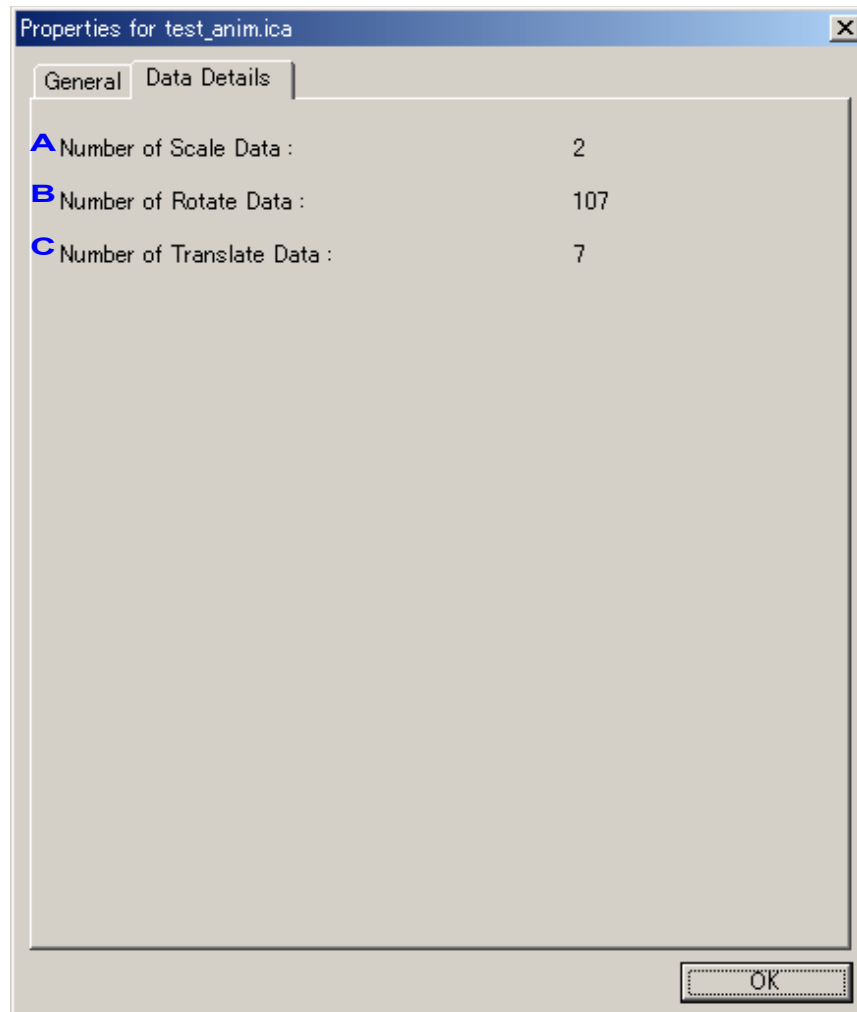 Properties for test_anim.ica
General Data Details
A Number of Scale Data : 2
B Number of Rotate Data : 107
C Number of Translate Data : 7
OK